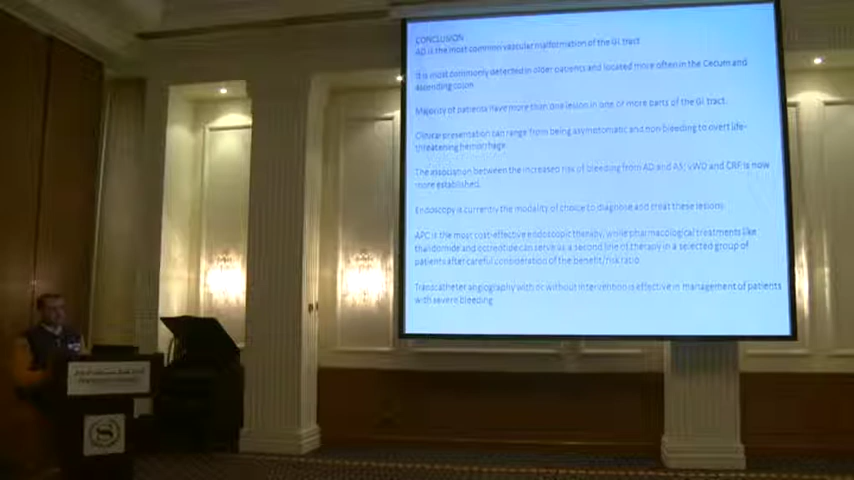 CONCLUSION
AD is the most common vascular malformation of the GI tract
It is most commonly detected in older patients and located more often in the Cecum and
ascending colon
Majority of patients have more than one lesion in one or more parts of the GI tract.
Clinical presentation can range from being asymptomatic and non bleeding to overt life-
threatening hemorrhage.
The association between the increased risk of bleeding from AD and AS; vWD and CRF is now
more established.
Endoscopy is currently the modality of choice to diagnose and treat these lesions.
APC is the most cost-effective endoscopic therapy, while pharmacological treatments like
thalidomide and octreotide can serve as a second line of therapy in a selected group of
patients after careful consideration of the benefit/risk ratio.
Transcatheter angiography with or without intervention is effective in management of patients
with severe bleeding
S